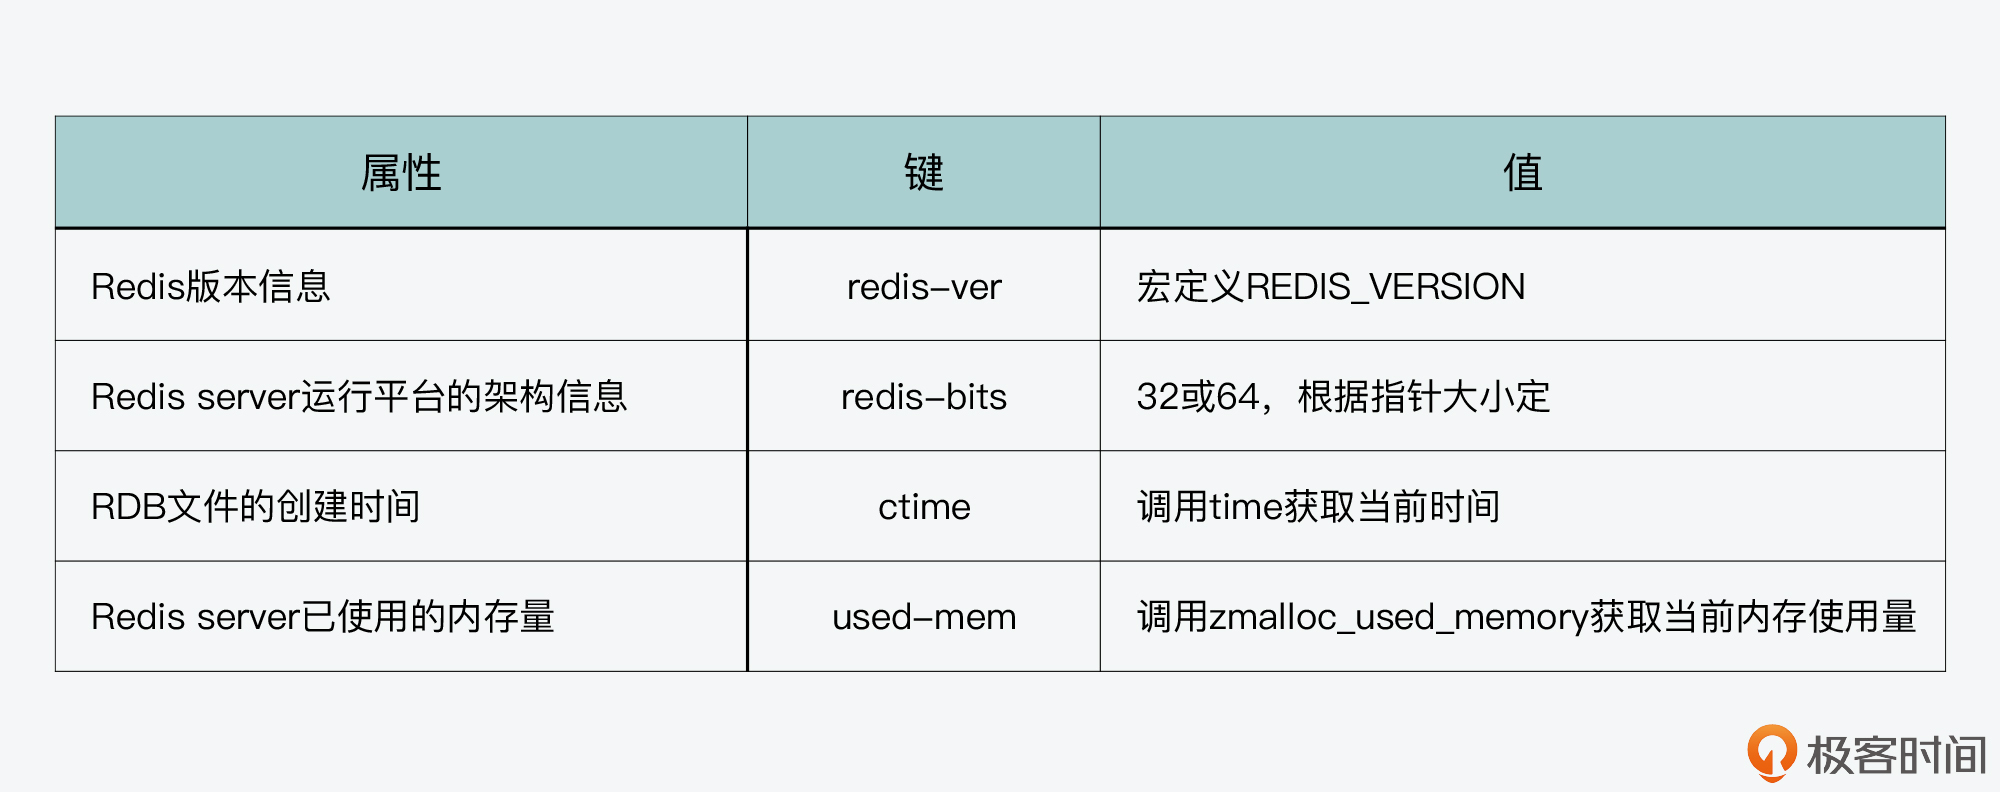 属性 键 值
Redis版本信息 redis-ver 宏定义REDIS_VERSION
Redis server运行平台的架构信息 redis-bits 32或64，根据指针大小定
RDB文件的创建时间 ctime 调用time获取当前时间
Redis server已使用的内存量 used-mem 调用zmalloc_used_memory获取当前内存使用量
极客时间